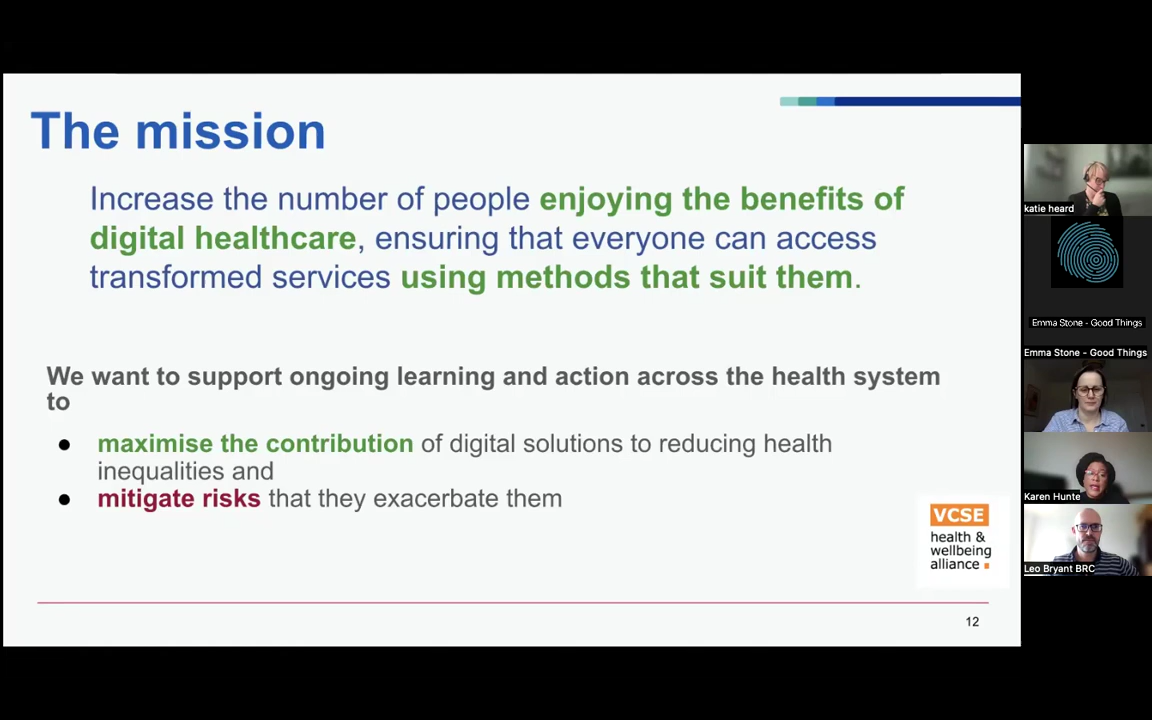 The mission
Increase the number of people enjoying the benefits of
digital healthcare, ensuring that everyone can access
transformed services using methods that suit them.
We want to support ongoing learning and action across the health system
to
● maximise the contribution of digital solutions to reducing health
inequalities and
● mitigate risks that they exacerbate them
VCSE
health &
wellbeing
alliance
12
katie heard
Emma Stone - Good Things
Emma Stone - Good Things
Karen Hunte
Leo Bryant BRC